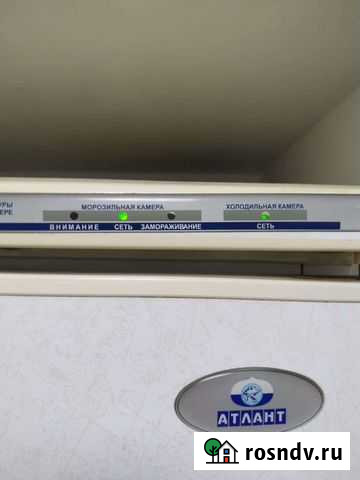 УРЫ
ЕРЕ
МОРОЗИЛЬНАЯ КАМЕРА
ХОЛОДИЛЬНАЯ КАМЕРА
ВНИМАНИЕ СЕТЬ ЗАМОРАЖИВАНИЕ
СЕТЬ
АТЛАНТ
rosndv.ru